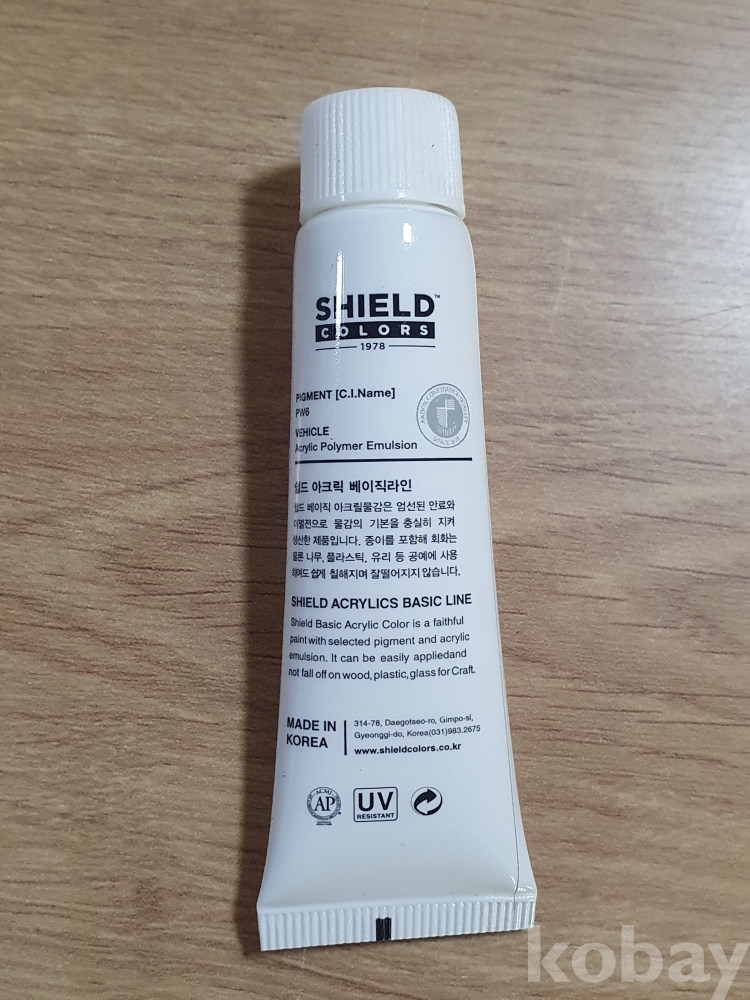 SHIELD™
COLORS
1978
PIGMENT [C.I.Name]
PW6
VEHICLE
Acrylic Polymer Emulsion
쉴드 아크릭 베이직라인
쉴드 베이직 아크릴물감은 엄선된 안료와
이멀전으로 물감의 기본을 충실히 지켜
생산한 제품입니다. 종이를 포함해 회화는
물론 나무, 플라스틱, 유리 등 공예에 사용
하여도 쉽게 칠해지며 잘떨어지지 않습니다.
SHIELD ACRYLICS BASIC LINE
Shield Basic Acrylic Color is a faithful
paint with selected pigment and acrylic
emulsion. It can be easily appliedand
not fall off on wood, plastic, glass for Craft.
MADE IN
KOREA
314-78, Daegotseo-ro, Gimpo-si,
Gyeonggi-do, Korea(031)983.2675
www.shieldcolors.co.kr
ACMI
AP
UV
RESISTANT
kobay